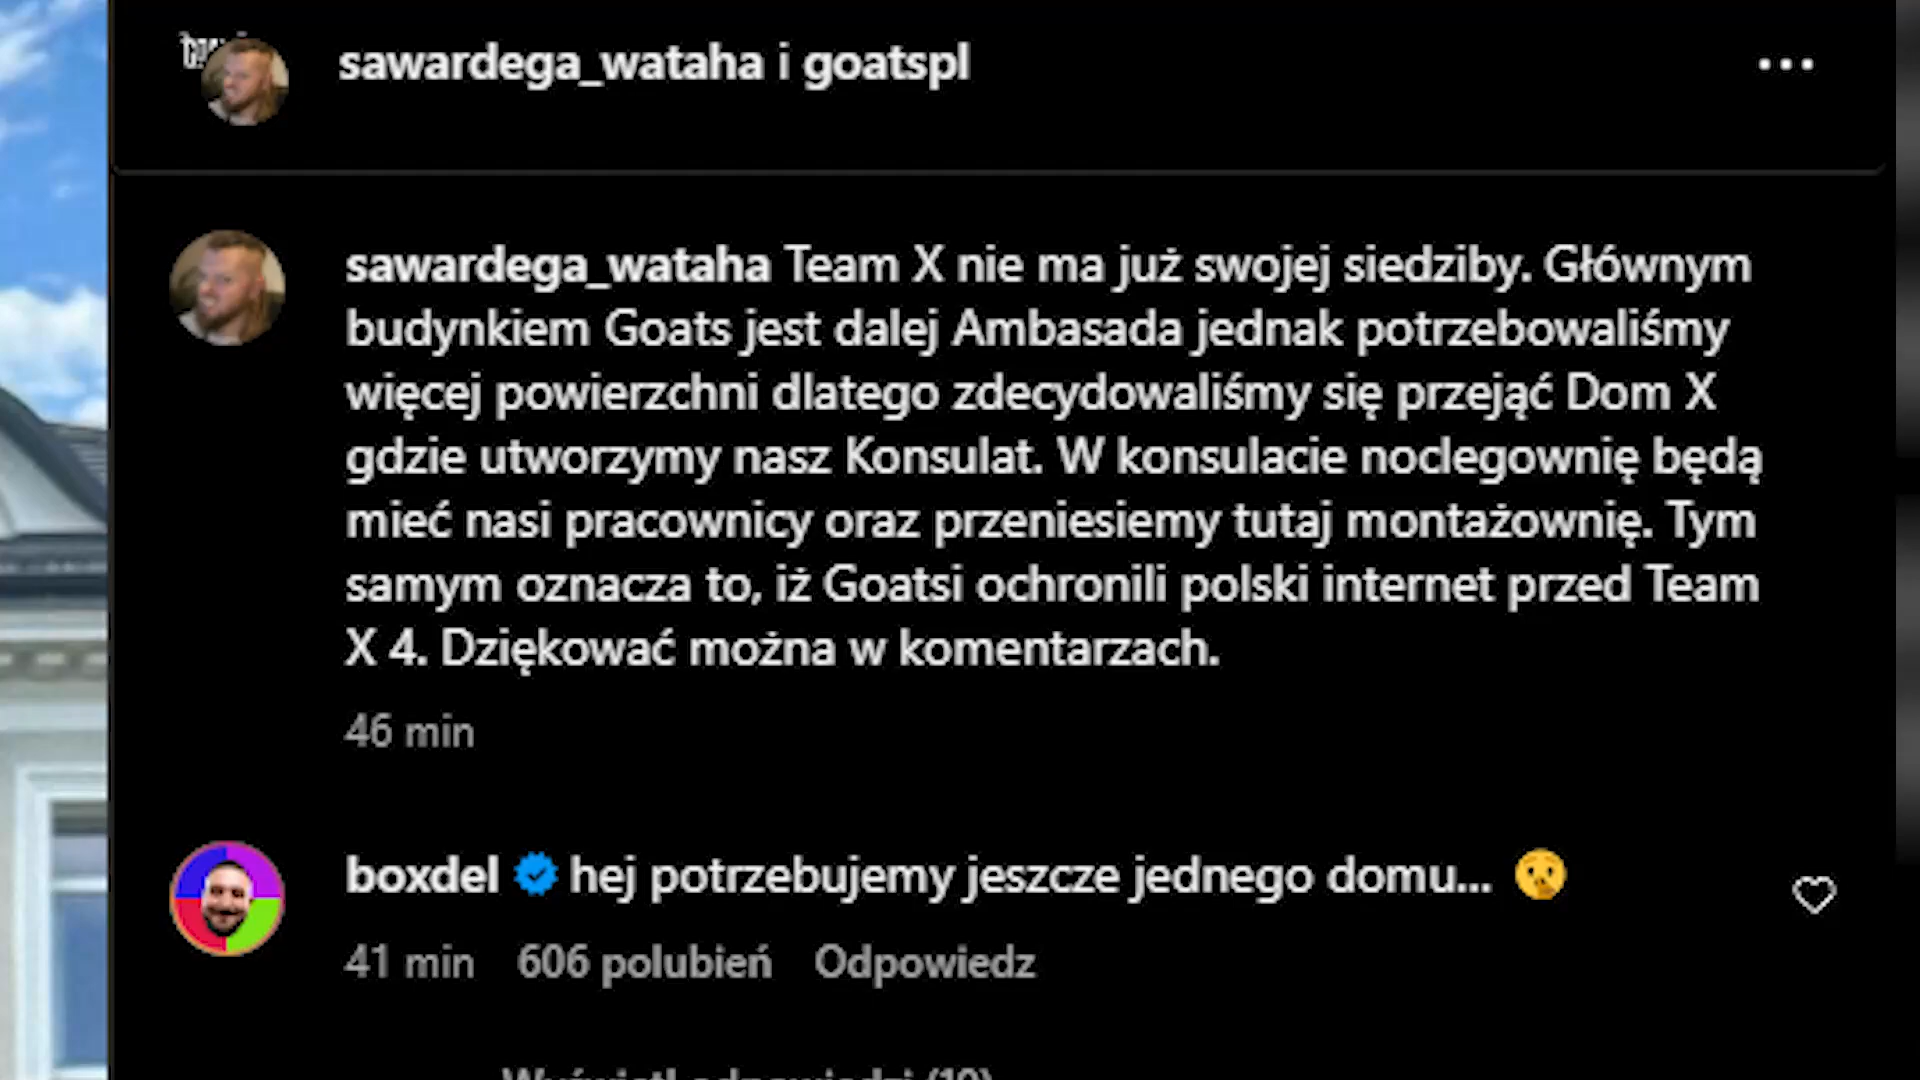 sawardega_wataha i goatspl
sawardega_wataha Team X nie ma już swojej siedziby. Głównym
budynkiem Goats jest dalej Ambasada jednak potrzebowaliśmy
więcej powierzchni dlatego zdecydowaliśmy się przejąć Dom X
gdzie utworzymy nasz Konsulat. W konsulacie noclegownię będą
mieć nasi pracownicy oraz przeniesiemy tutaj montażownię. Tym
samym oznacza to, iż Goatsi ochronili polski internet przed Team
X 4. Dziękować można w komentarzach.
46 min
boxdel hej potrzebujemy jeszcze jednego domu... 🫢
41 min 606 polubień Odpowiedz
Wyświetl odpowiedzi (19)